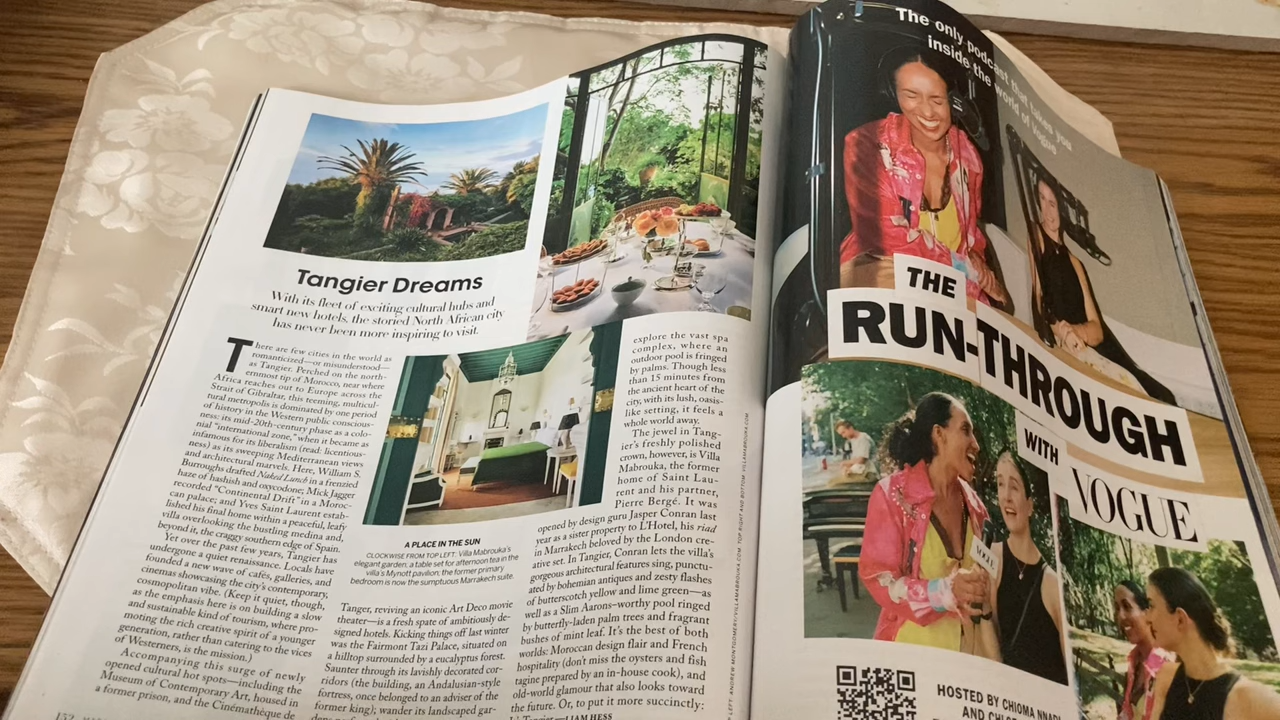 Tangier Dreams
With its fleet of exciting cultural hubs and
smart new hotels, the storied North African city
has never been more inspiring to visit.
There are few cities in the world as
romanticized—or misunderstood—
as Tangier. Perched on the north-
ernmost tip of Morocco, near where
Africa reaches out to Europe across the
Strait of Gibraltar, this teeming, multicul-
tural metropolis is dominated by one period
of history in the Western public conscious-
ness: its mid-20th-century phase as a colo-
nial “international zone,” when it became as
infamous for its liberalism (read: licentious-
ness) as its sweeping Mediterranean views
and architectural marvels. Here, William S.
Burroughs drafted Naked Lunch in a frenzied
haze of hashish and oxycodone; Mick Jagger
recorded “Continental Drift” in a Moroc-
can palace; and Yves Saint Laurent estab-
lished his final home within a peaceful, leafy
villa overlooking the bustling medina and,
beyond it, the craggy southern edge of Spain.
Yet over the past few years, Tangier has
undergone a quiet renaissance. Locals have
founded a new wave of cafés, galleries, and
cinemas showcasing the city’s contemporary,
cosmopolitan vibe. (Keep it quiet, though,
as the emphasis here is on building a slow
and sustainable kind of tourism, where pro-
moting the rich creative spirit of a younger
generation, rather than catering to the vices
of Westerners, is the mission.)
Accompanying this surge of newly
opened cultural hot spots—including the
Museum of Contemporary Art, housed in
a former prison, and the Cinémathèque de
A PLACE IN THE SUN
CLOCKWISE FROM TOP LEFT: Villa Mabrouka’s
elegant garden; a table set for afternoon tea in the
villa’s Mynott pavilion; the former primary
bedroom is now the sumptuous Marrakech suite.
Tanger, reviving an iconic Art Deco movie
theater—is a fresh spate of ambitiously de-
signed hotels. Kicking things off last winter
was the Fairmont Tazi Palace, situated on
a hilltop surrounded by a eucalyptus forest.
Saunter through its lavishly decorated cor-
ridors (the building, an Andalusian-style
fortress, once belonged to an adviser of the
former king); wander its landscaped gar-
explore the vast spa
complex, where an
outdoor pool is fringed
by palms. Though less
than 15 minutes from
the ancient heart of the
city, with its lush, oasis-
like setting, it feels a
whole world away.
The jewel in Tang-
ier’s freshly polished
crown, however, is Villa
Mabrouka, the former
home of Saint Lau-
rent and his partner,
Pierre Bergé. It was
opened by design guru Jasper Conran last
year as a sister property to L’Hotel, his riad
in Marrakech beloved by the London cre-
ative set. In Tangier, Conran lets the villa’s
gorgeous architectural features sing, punctu-
ated by bohemian antiques and zesty flashes
of butterscotch yellow and lime green—as
well as a Slim Aarons–worthy pool ringed
by butterfly-laden palm trees and fragrant
bushes of mint leaf. It’s the best of both
worlds: Moroccan design flair and French
hospitality (don’t miss the oysters and fish
tagine prepared by an in-house cook), and
old-world glamour that also looks toward
the future. Or, to put it more succinctly:
LIAM HESS
LEFT: ANDREW MONTGOMERY/VILLAMABROUKA.COM. TOP RIGHT AND BOTTOM: VILLAMABROUKA.COM
The only podcast that takes you
inside the world of Vogue
THE
RUN-THROUGH
WITH
VOGUE
VOGUE
HOSTED BY CHIOMA NNADI